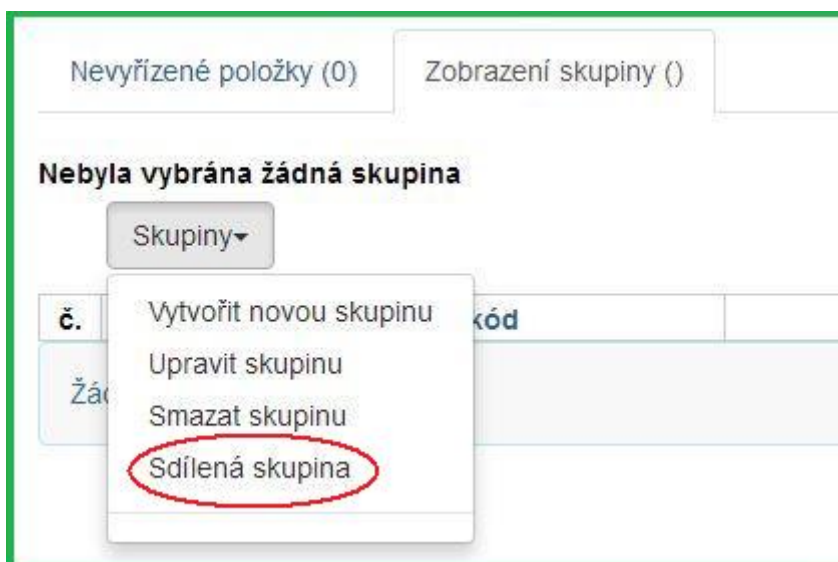 Nevyřízené položky (0) Zobrazení skupiny ()
Nebyla vybrána žádná skupina
Skupiny
č. kód
Vytvořit novou skupinu
Upravit skupinu
Smazat skupinu
Sdílená skupina